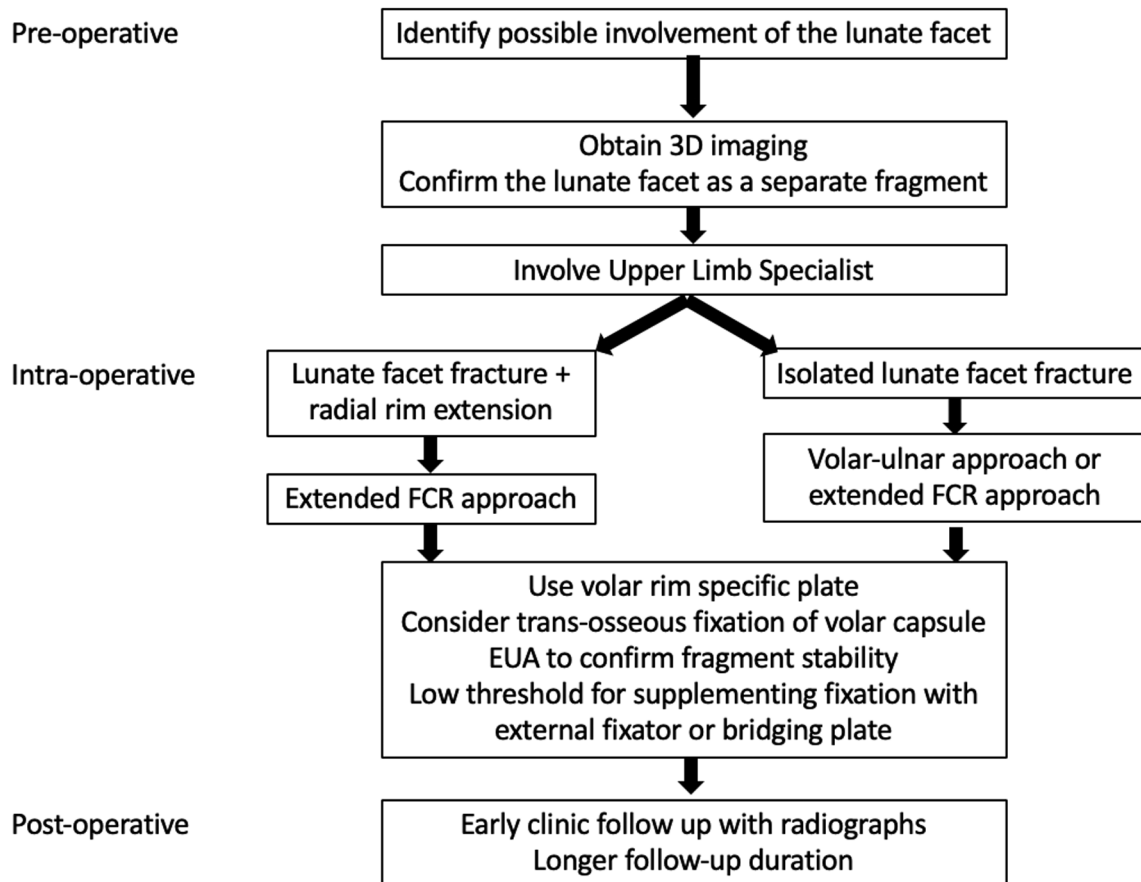 Pre-operative
Identify possible involvement of the lunate facet
Obtain 3D imaging
Confirm the lunate facet as a separate fragment
Involve Upper Limb Specialist
Intra-operative
Lunate facet fracture +
radial rim extension
Isolated lunate facet fracture
Extended FCR approach
Volar-ulnar approach or
extended FCR approach
Use volar rim specific plate
Consider trans-osseous fixation of volar capsule
EUA to confirm fragment stability
Low threshold for supplementing fixation with
external fixator or bridging plate
Post-operative
Early clinic follow up with radiographs
Longer follow-up duration